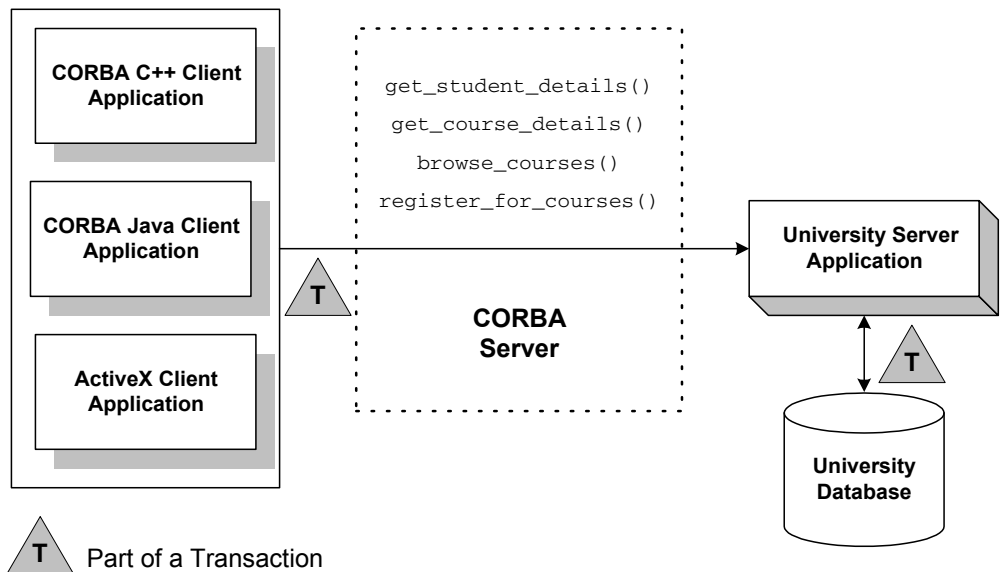 CORBA C++ Client
Application
CORBA Java Client
Application
ActiveX Client
Application
T
get_student_details()
get_course_details()
browse_courses()
register_for_courses()
CORBA
Server
University Server
Application
T
University
Database
T
Part of a Transaction